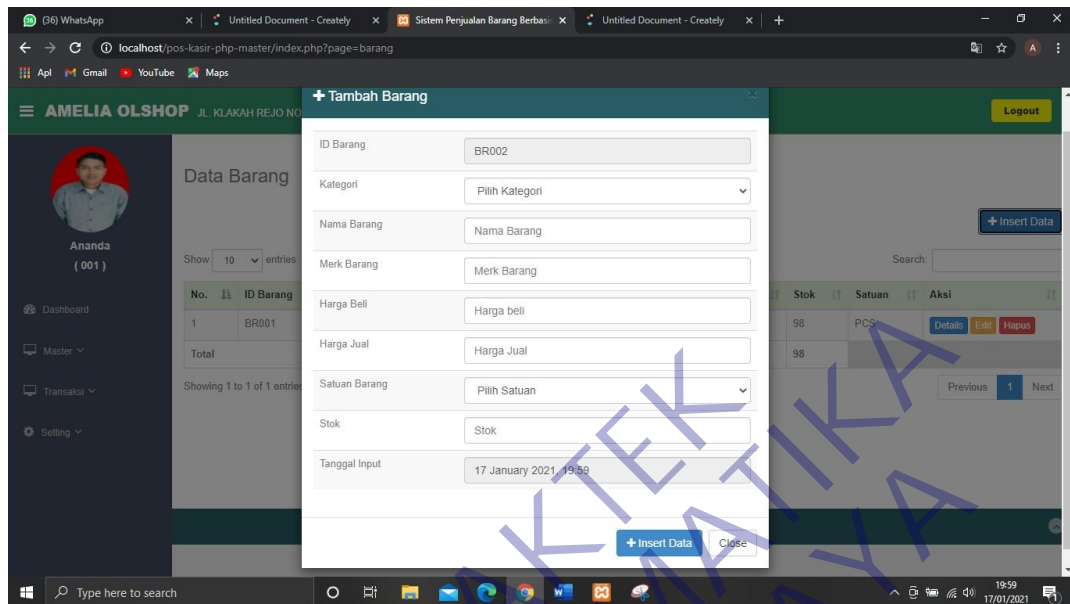 (36) WhatsApp
Untitled Document - Creately
Sistem Penjualan Barang Berbasi
Untitled Document - Creately
localhost/pos-kasir-php-master/index.php?page=barang
A
Apl Gmail YouTube Maps
AMELIA OLSHOP JL. KLAKAH REJO NO
Logout
+ Tambah Barang
×
Data Barang
+ Insert Data
Ananda
( 001 )
Dashboard
Master
Transaksi
Setting
Show 10 entries
Search:
No. ID Barang Stok Satuan Aksi
1 BR001 98 PCS Details Edit Hapus
Total 98
Showing 1 to 1 of 1 entries
Previous 1 Next
ID Barang BR002
Kategori Pilih Kategori
Nama Barang Nama Barang
Merk Barang Merk Barang
Harga Beli Harga beli
Harga Jual Harga Jual
Satuan Barang Pilih Satuan
Stok Stok
Tanggal Input 17 January 2021, 19:59
+ Insert Data Close
Type here to search
19:59
17/01/2021